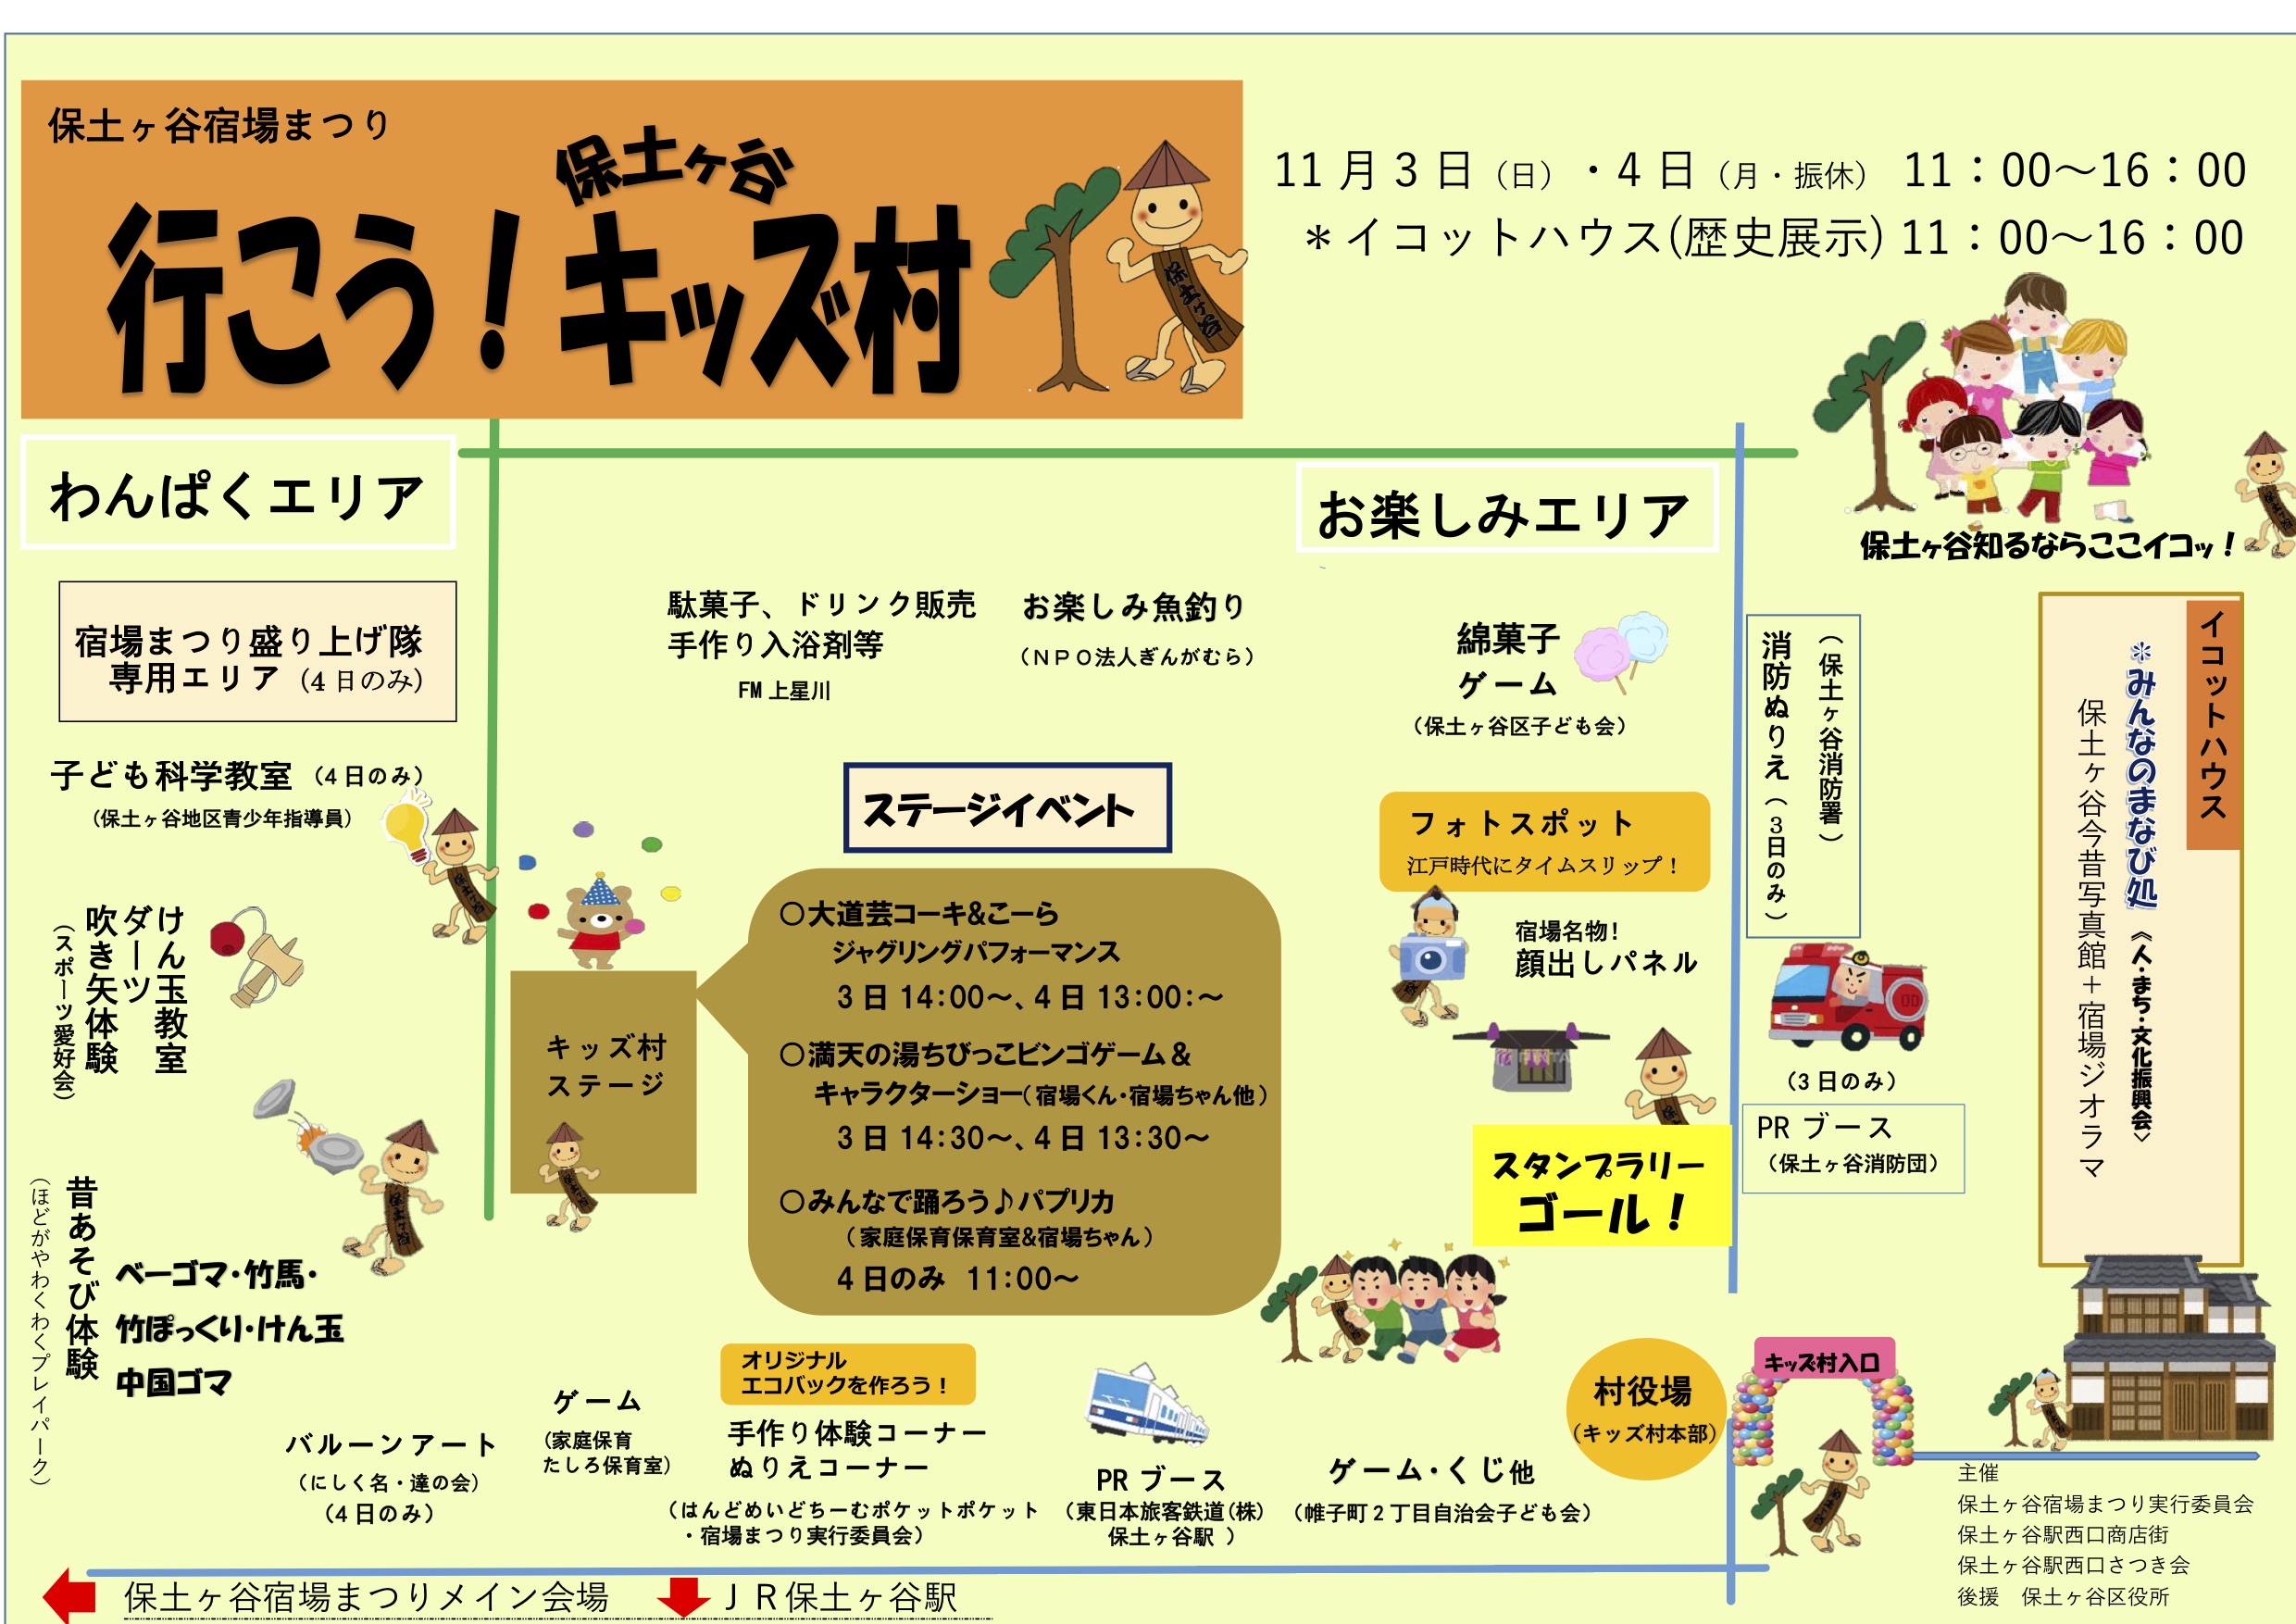 保土ヶ谷宿場まつり
保土ヶ谷
行こう！キッズ村
保土ヶ谷
11月3日（日）・4日（月・振休） 11：00～16：00
＊イコットハウス(歴史展示) 11：00～16：00
保土ヶ谷知るならここイコッ！
わんぱくエリア
宿場まつり盛り上げ隊
専用エリア（4日のみ）
子ども科学教室（4日のみ）
（保土ヶ谷地区青少年指導員）
保土ヶ谷
けん玉教室
ダーツ
吹き矢体験
（スポーツ愛好会）
昔あそび体験
（ほどがやわくわくプレイパーク）
保土ヶ谷
ベーゴマ・竹馬・
竹ぽっくり・けん玉
中国ゴマ
バルーンアート
（にしく名・達の会）
（4日のみ）
お楽しみエリア
駄菓子、ドリンク販売
手作り入浴剤等
FM上星川
お楽しみ魚釣り
（ＮＰＯ法人ぎんがむら）
綿菓子
ゲーム
（保土ヶ谷区子ども会）
ステージイベント
キッズ村
ステージ
〇大道芸コーキ&こーら
ジャグリングパフォーマンス
3日 14:00～、4日 13:00:～
〇満天の湯ちびっこビンゴゲーム＆
キャラクターショー（宿場くん・宿場ちゃん他）
3日 14:30～、4日 13:30～
〇みんなで踊ろう♪パプリカ
（家庭保育保育室&宿場ちゃん）
4日のみ 11:00～
フォトスポット
江戸時代にタイムスリップ！
宿場名物！
顔出しパネル
スタンプラリー
ゴール！
（保土ヶ谷消防署）
消防ぬりえ（3日のみ）
（3日のみ）
PRブース
（保土ヶ谷消防団）
イコットハウス
＊みんなのまなび処《人・まち・文化振興会》
保土ヶ谷今昔写真館＋宿場ジオラマ
ゲーム
（家庭保育
たしろ保育室）
オリジナル
エコバックを作ろう！
手作り体験コーナー
ぬりえコーナー
（はんどめいどちーむポケットポケット
・宿場まつり実行委員会）
PRブース
（東日本旅客鉄道(株)
保土ヶ谷駅 ）
ゲーム・くじ他
（帷子町２丁目自治会子ども会）
村役場
（キッズ村本部）
キッズ村入口
主催
保土ヶ谷宿場まつり実行委員会
保土ヶ谷駅西口商店街
保土ヶ谷駅西口さつき会
後援　保土ヶ谷区役所
保土ヶ谷宿場まつりメイン会場
ＪＲ保土ヶ谷駅